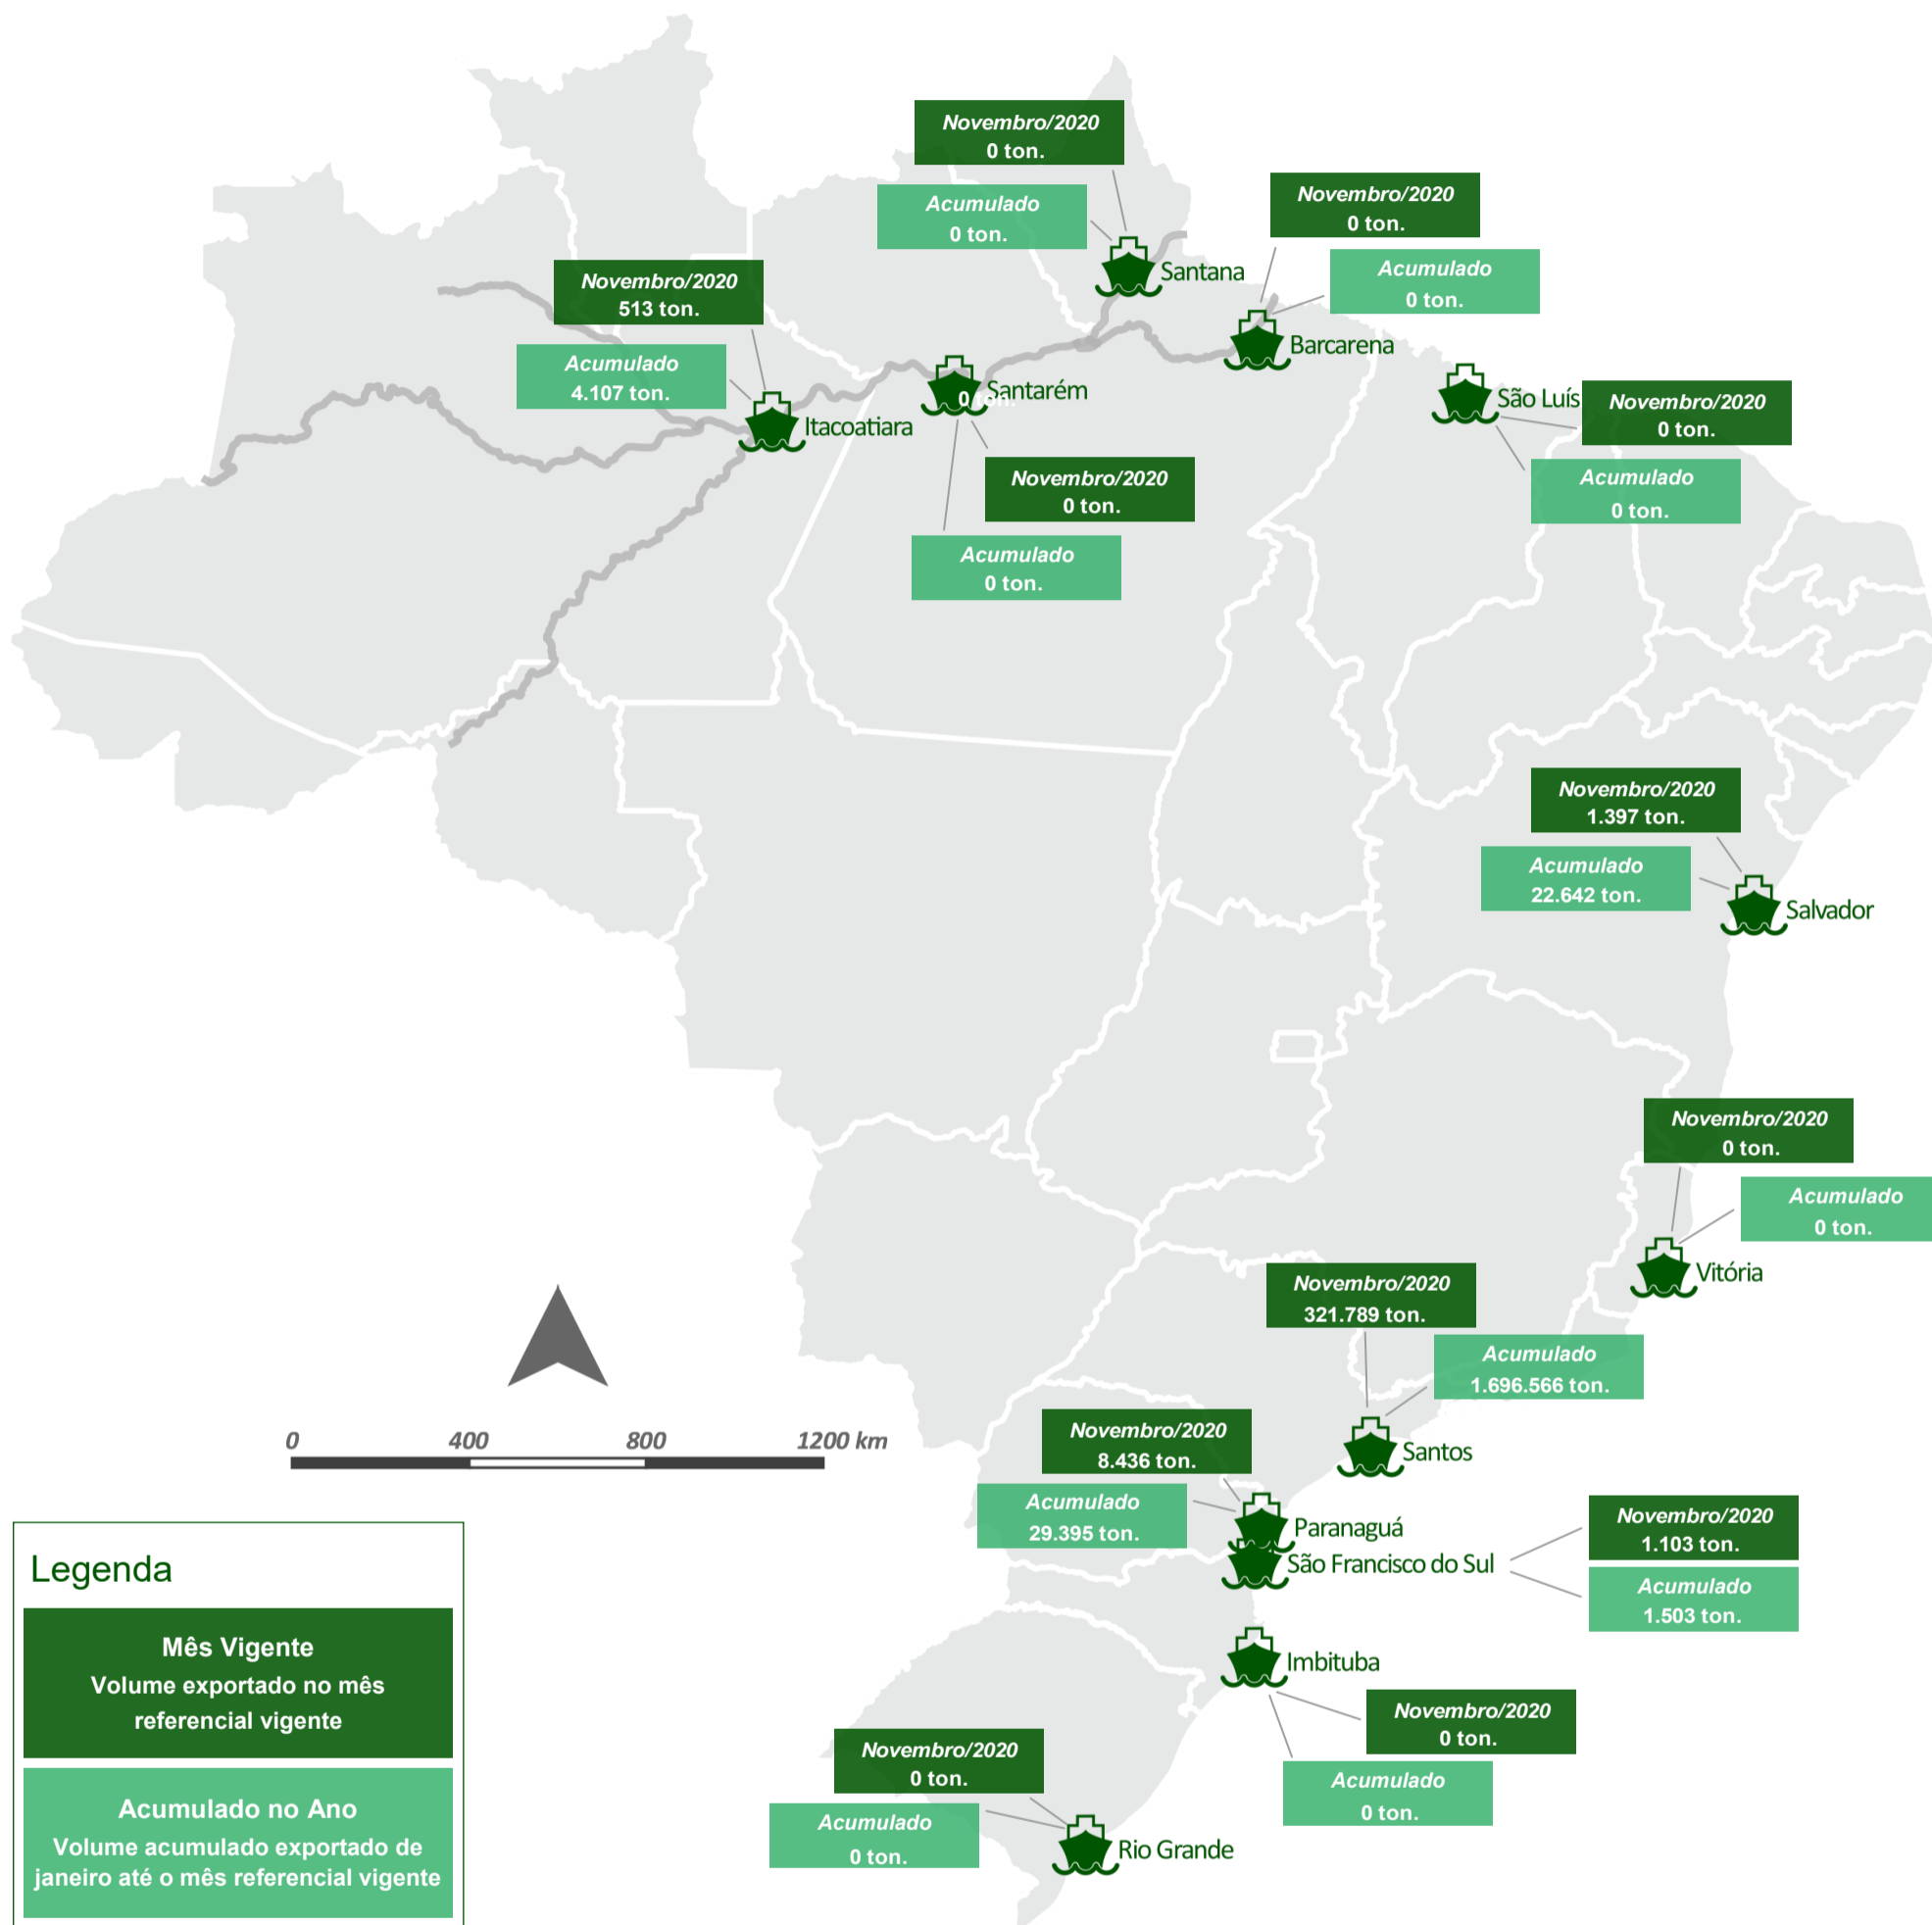 Novembro/2020
0 ton.
Acumulado
0 ton.
Santana
Novembro/2020
0 ton.
Acumulado
0 ton.
Barcarena
Novembro/2020
513 ton.
Acumulado
4.107 ton.
Itacoatiara
Santarém
0 ton.
Novembro/2020
0 ton.
Acumulado
0 ton.
São Luís
Novembro/2020
0 ton.
Acumulado
0 ton.
Novembro/2020
1.397 ton.
Acumulado
22.642 ton.
Salvador
Novembro/2020
0 ton.
Acumulado
0 ton.
Vitória
Novembro/2020
321.789 ton.
Acumulado
1.696.566 ton.
Santos
Novembro/2020
8.436 ton.
Acumulado
29.395 ton.
Paranaguá
São Francisco do Sul
Novembro/2020
1.103 ton.
Acumulado
1.503 ton.
Imbituba
Novembro/2020
0 ton.
Acumulado
0 ton.
Novembro/2020
0 ton.
Acumulado
0 ton.
Rio Grande
0 400 800 1200 km
Legenda
Mês Vigente
Volume exportado no mês
referencial vigente
Acumulado no Ano
Volume acumulado exportado de
janeiro até o mês referencial vigente